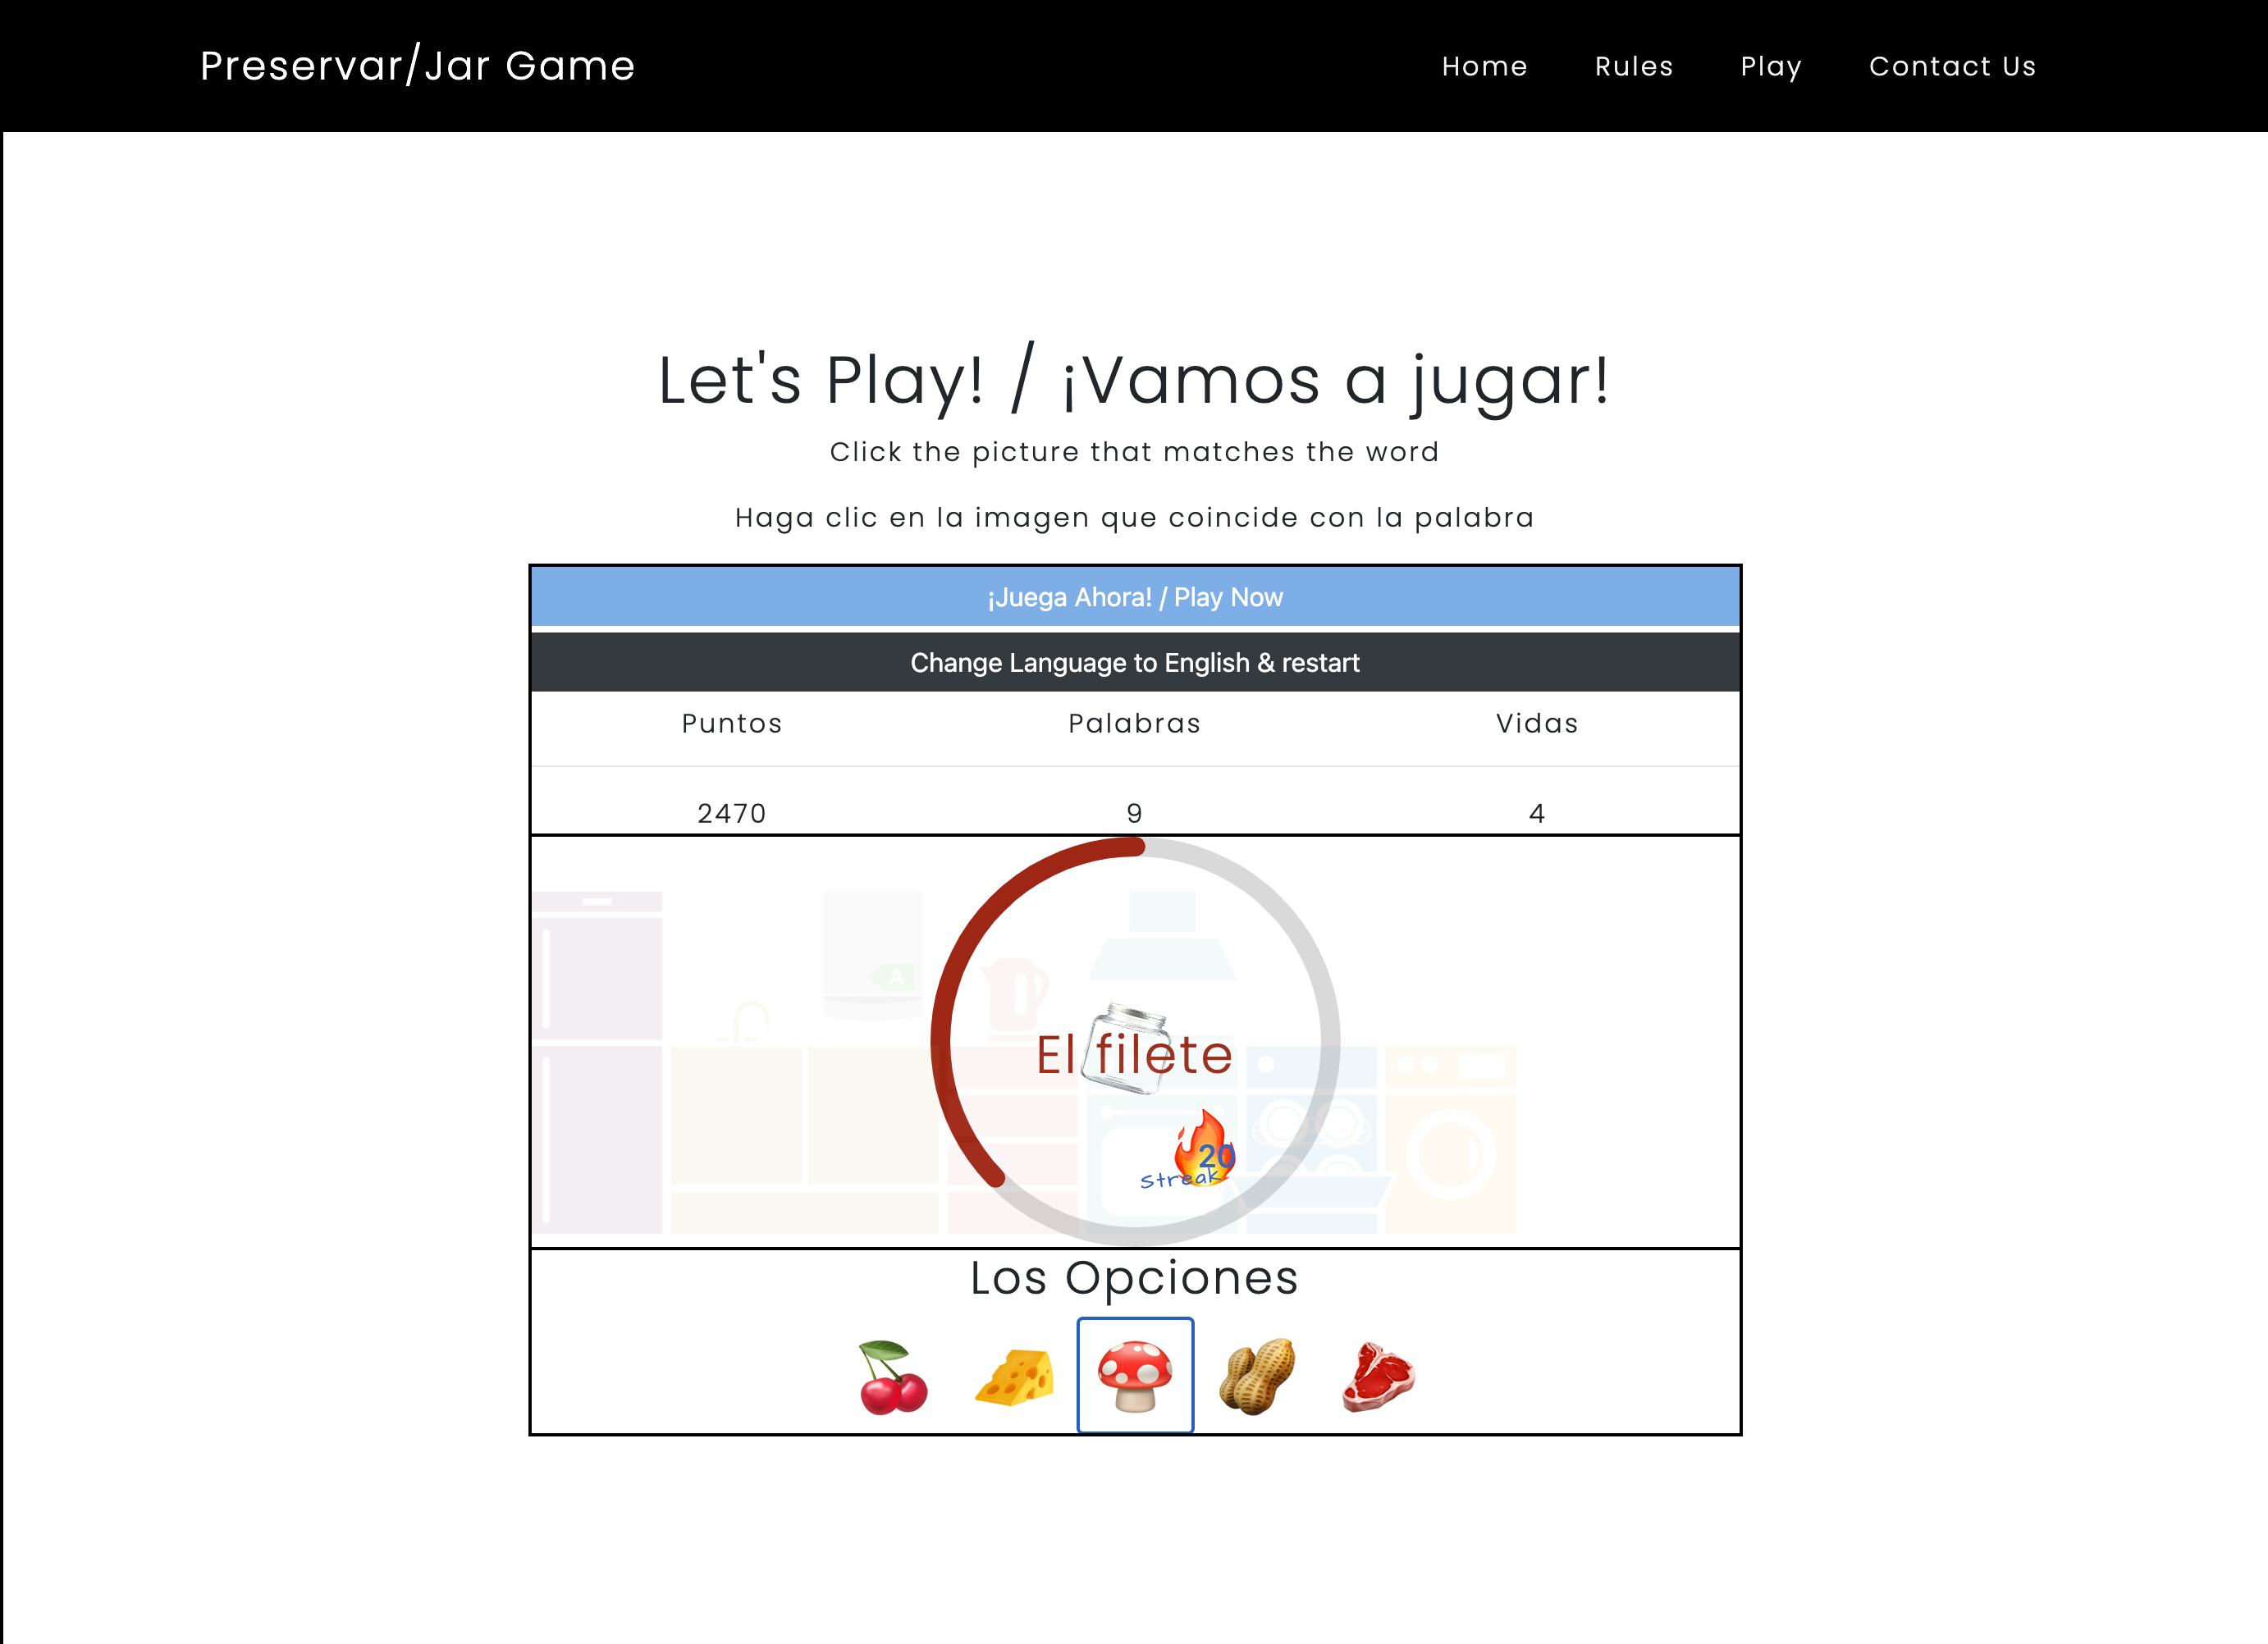 Preservar/Jar Game
Home Rules Play Contact Us
Let's Play! / ¡Vamos a jugar!
Click the picture that matches the word
Haga clic en la imagen que coincide con la palabra
¡Juega Ahora! / Play Now
Change Language to English & restart
Puntos Palabras Vidas
2470 9 4
A
El filete
20
Streak
Los Opciones